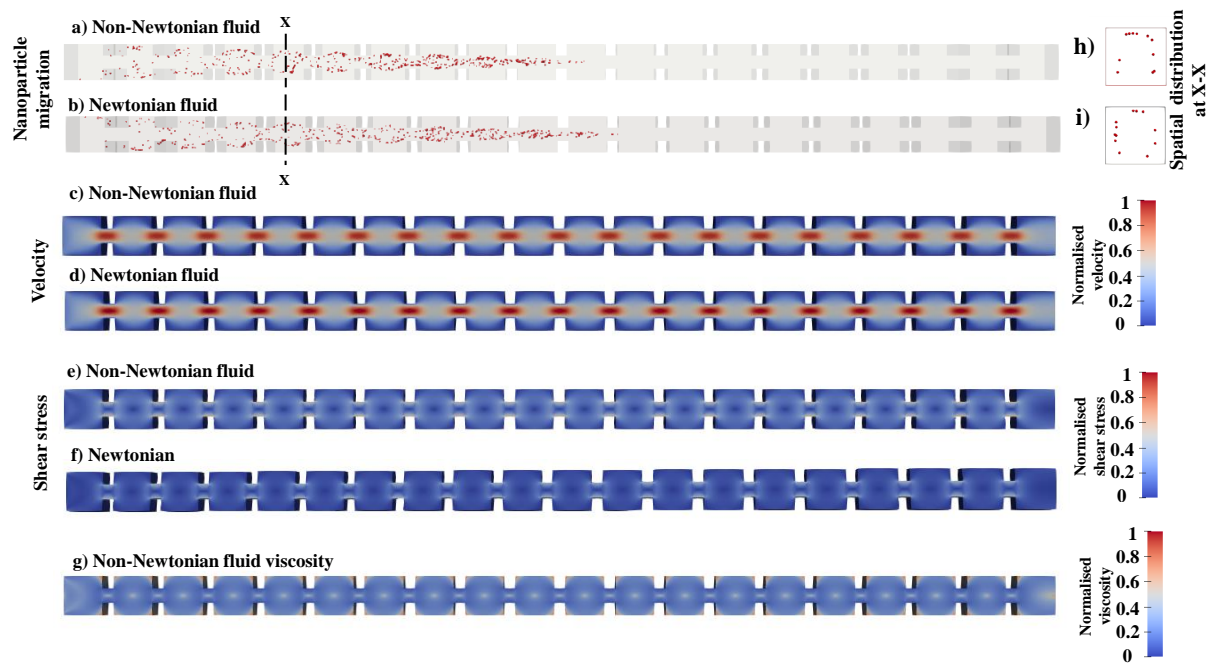 a) Non-Newtonian fluid
X
Nanoparticle
migration
b) Newtonian fluid
X
h)
i)
Spatial distribution
at X-X
c) Non-Newtonian fluid
Velocity
d) Newtonian fluid
Normalised
velocity
1
0.8
0.6
0.4
0.2
0
e) Non-Newtonian fluid
Shear stress
f) Newtonian
Normalised
shear stress
1
0.8
0.6
0.4
0.2
0
g) Non-Newtonian fluid viscosity
Normalised
viscosity
1
0.8
0.6
0.4
0.2
0